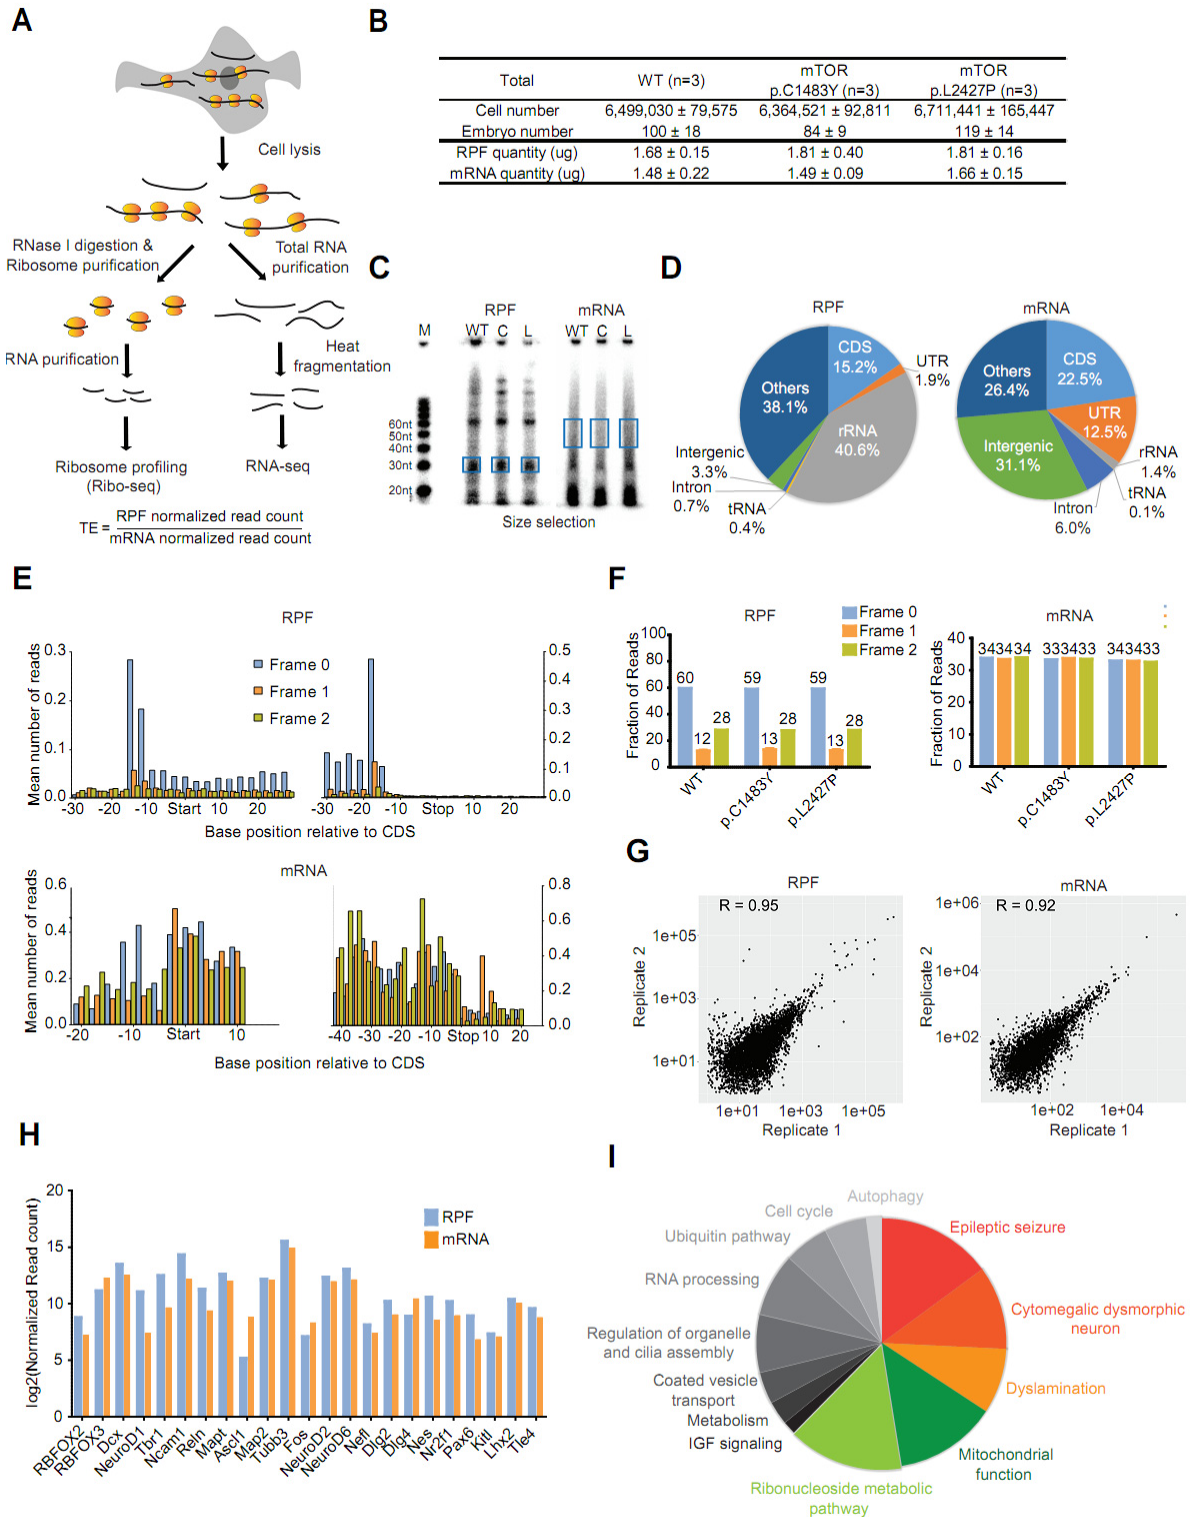 A
Cell lysis
RNase I digestion &
Ribosome purification
Total RNA
purification
RNA purification
Heat
fragmentation
Ribosome profiling
(Ribo-seq)
RNA-seq
TE = RPF normalized read count
mRNA normalized read count
B
Total WT (n=3) mTOR p.C1483Y (n=3) mTOR p.L2427P (n=3)
Cell number 6,499,030 ± 79,575 6,364,521 ± 92,811 6,711,441 ± 165,447
Embryo number 100 ± 18 84 ± 9 119 ± 14
RPF quantity (ug) 1.68 ± 0.15 1.81 ± 0.40 1.81 ± 0.16
mRNA quantity (ug) 1.48 ± 0.22 1.49 ± 0.09 1.66 ± 0.15
C
RPF mRNA
M WT C L WT C L
60nt
50nt
40nt
30nt
20nt
Size selection
D
RPF
CDS
15.2%
UTR
1.9%
rRNA
40.6%
tRNA
0.4%
Intron
0.7%
Intergenic
3.3%
Others
38.1%
mRNA
CDS
22.5%
UTR
12.5%
rRNA
1.4%
tRNA
0.1%
Intron
6.0%
Intergenic
31.1%
Others
26.4%
E
RPF
Mean number of reads
0.3
0.2
0.1
0.0
-30 -10 Start 10 20
Frame 0
Frame 1
Frame 2
0.5
0.4
0.3
0.2
0.1
0.0
-30 -20 -10 Stop 10 20
Base position relative to CDS
mRNA
Mean number of reads
0.6
0.4
0.2
0.0
-20 -10 Start 10
0.8
0.6
0.4
0.2
0.0
-40 -30 -20 -10 Stop 10 20
Base position relative to CDS
F
RPF
Fraction of Reads
100
80
60
40
20
0
60 12 28 59 13 28 59 13 28
WT p.C1483Y p.L2427P
Frame 0
Frame 1
Frame 2
mRNA
Fraction of Reads
40
30
20
10
0
343434 333433 343433
WT p.C1483Y p.L2427P
G
RPF
R = 0.95
Replicate 2
1e+05
1e+03
1e+01
1e+01 1e+03 1e+05
Replicate 1
mRNA
R = 0.92
Replicate 2
1e+06
1e+04
1e+02
1e+02 1e+04
Replicate 1
H
log2(Normalized Read count)
20
15
10
5
0
RPF
mRNA
RBFOX2 RBFOX3 Dcx NeuroD1 Tbr1 Ncam1 Reln Mapt Ascl1 Map2 Tubb3 Fos NeuroD2 NeuroD6 Nefl Dlg2 Dlg4 Nes Nr2f1 Pax6 Kitl Lhx2 Tle4
I
Autophagy
Cell cycle
Ubiquitin pathway
RNA processing
Regulation of organelle
and cilia assembly
Coated vesicle
transport
Metabolism
IGF signaling
Epileptic seizure
Cytomegalic dysmorphic
neuron
Dyslamination
Mitochondrial
function
Ribonucleoside metabolic
pathway